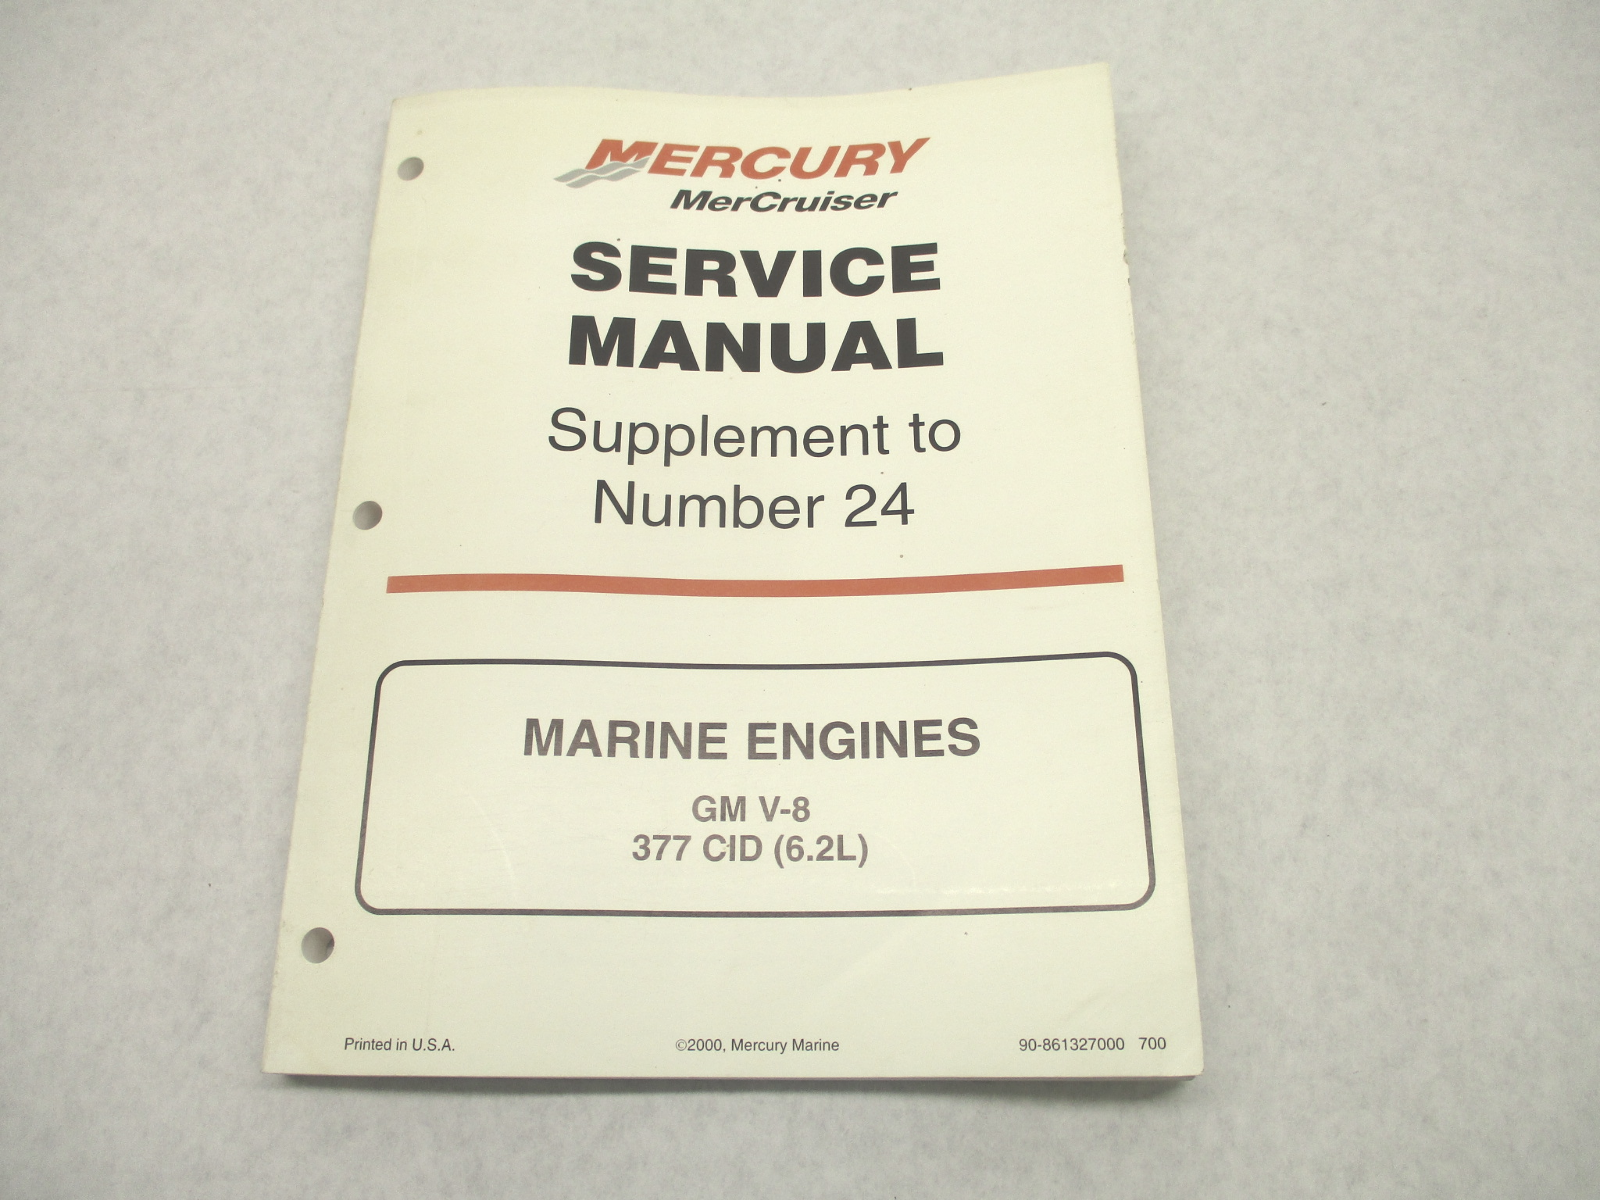 MERCURY
MerCruiser
SERVICE
MANUAL
Supplement to
Number 24
MARINE ENGINES
GM V-8
377 CID (6.2L)
Printed in U.S.A. ©2000, Mercury Marine 90-861327000 700